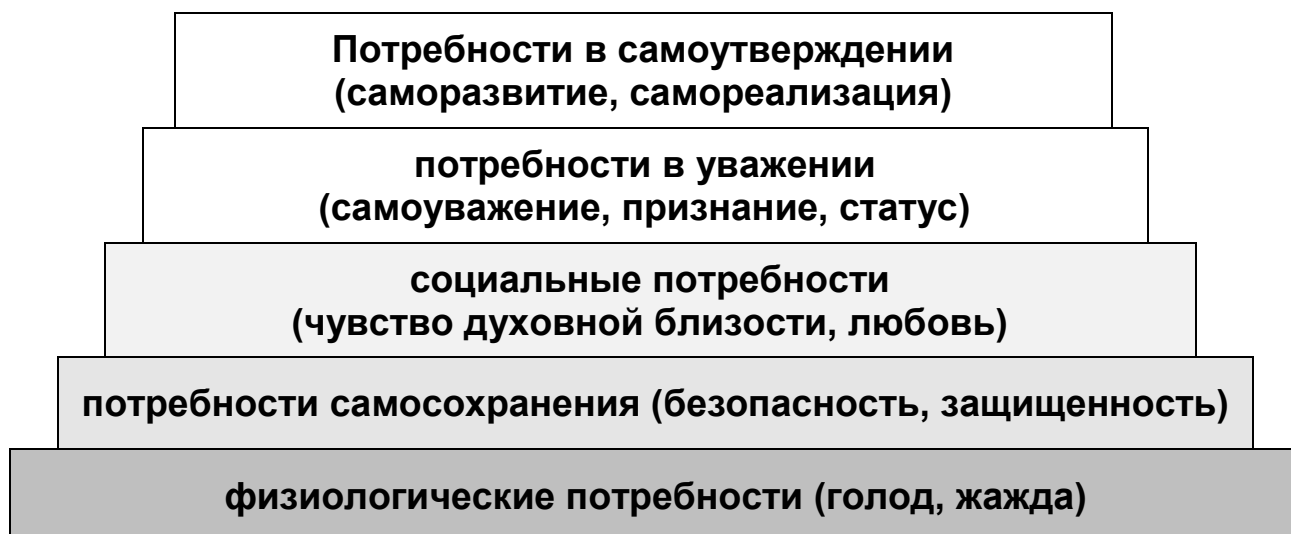 Потребности в самоутверждении
(саморазвитие, самореализация)
потребности в уважении
(самоуважение, признание, статус)
социальные потребности
(чувство духовной близости, любовь)
потребности самосохранения (безопасность, защищенность)
физиологические потребности (голод, жажда)